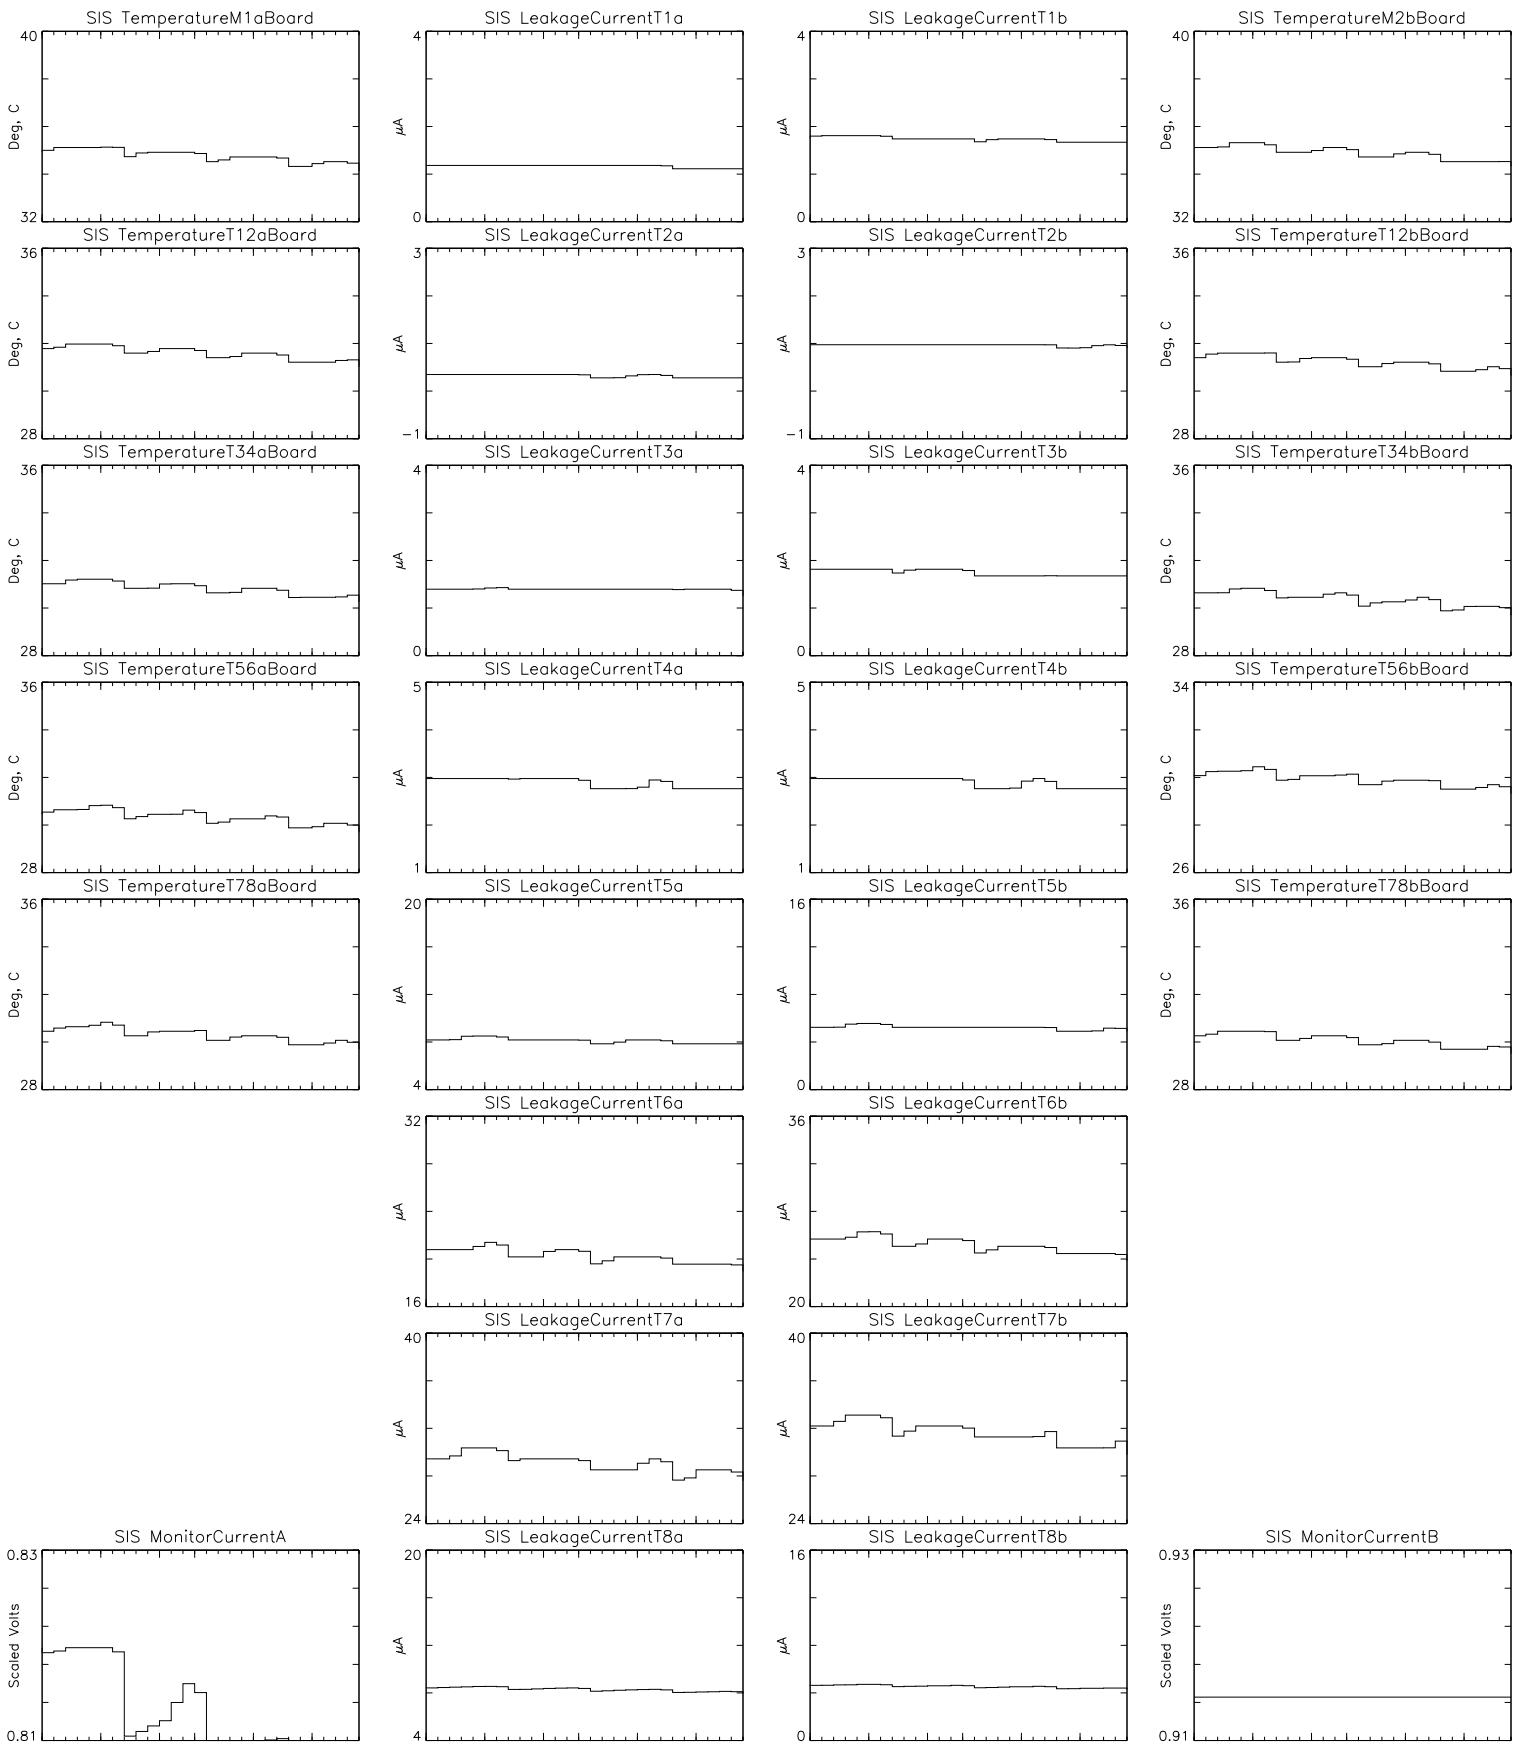 SIS TemperatureM1aBoard SIS LeakageCurrentT1a SIS LeakageCurrentT1b SIS TemperatureM2bBoard
40 4 4 40
Deg, C µA µA Deg, C
32 0 0 32
SIS TemperatureT12aBoard SIS LeakageCurrentT2a SIS LeakageCurrentT2b SIS TemperatureT12bBoard
36 3 3 36
Deg, C µA µA Deg, C
28 −1 −1 28
SIS TemperatureT34aBoard SIS LeakageCurrentT3a SIS LeakageCurrentT3b SIS TemperatureT34bBoard
36 4 4 36
Deg, C µA µA Deg, C
28 0 0 28
SIS TemperatureT56aBoard SIS LeakageCurrentT4a SIS LeakageCurrentT4b SIS TemperatureT56bBoard
36 5 5 34
Deg, C µA µA Deg, C
28 1 1 26
SIS TemperatureT78aBoard SIS LeakageCurrentT5a SIS LeakageCurrentT5b SIS TemperatureT78bBoard
36 20 16 36
Deg, C µA µA Deg, C
28 4 0 28
SIS LeakageCurrentT6a SIS LeakageCurrentT6b
32 36
µA µA
16 20
SIS LeakageCurrentT7a SIS LeakageCurrentT7b
40 40
µA µA
24 24
SIS MonitorCurrentA SIS LeakageCurrentT8a SIS LeakageCurrentT8b SIS MonitorCurrentB
0.83 20 16 0.93
Scaled Volts µA µA Scaled Volts
0.81 4 0 0.91